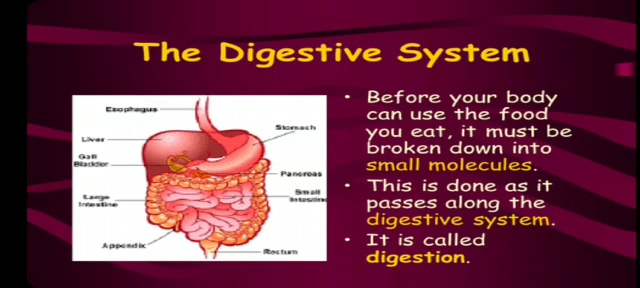 The Digestive System
Esophagus
Stomach
Liver
Gall
Bladder
Pancreas
Small
Intestine
Large
Intestine
Appendix
Rectum
• Before your body
can use the food
you eat, it must be
broken down into
small molecules.
• This is done as it
passes along the
digestive system.
• It is called
digestion.